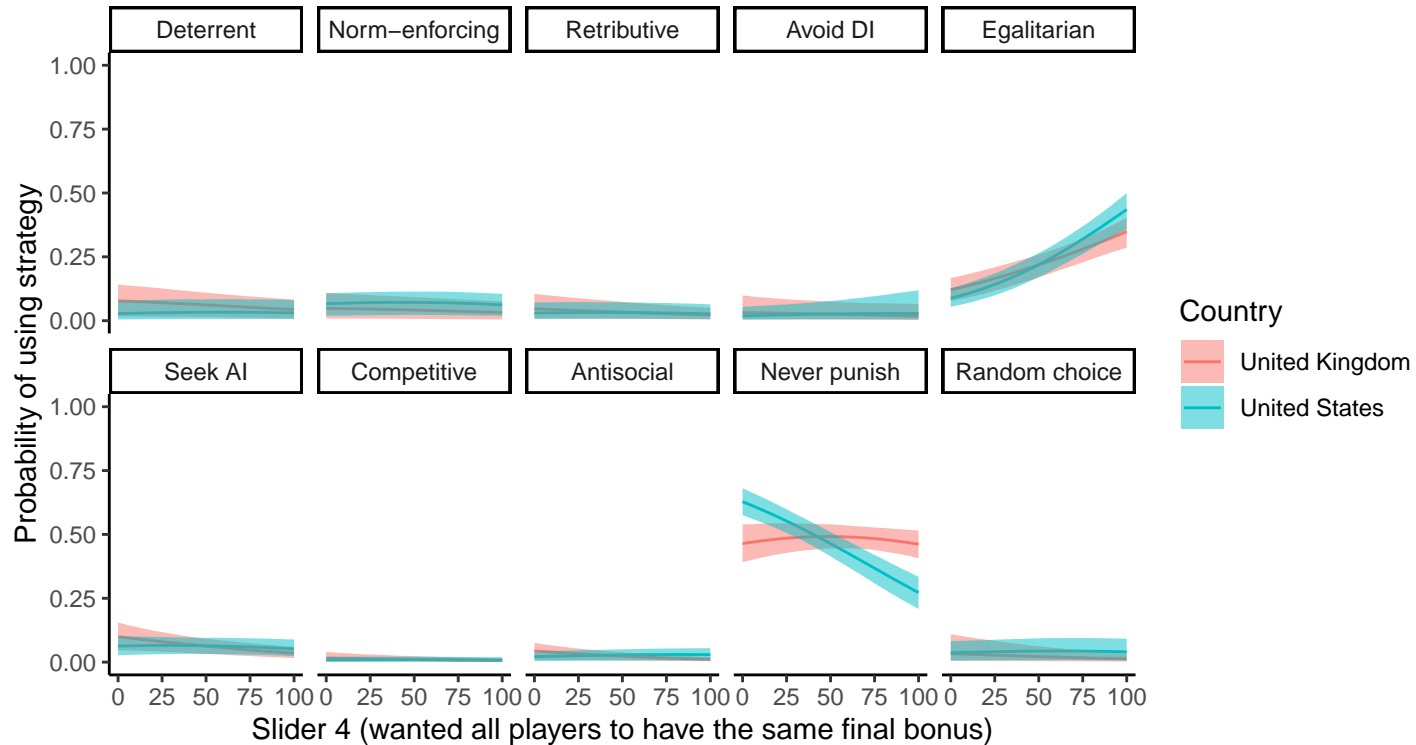 Deterrent
Norm−enforcing
Retributive
Avoid DI
Egalitarian
1.00
0.75
0.50
0.25
0.00
Seek AI
Competitive
Antisocial
Never punish
Random choice
1.00
0.75
0.50
0.25
0.00
0 25 50 75 100
0 25 50 75 100
0 25 50 75 100
0 25 50 75 100
0 25 50 75 100
Probability of using strategy
Slider 4 (wanted all players to have the same final bonus)
Country
United Kingdom
United States